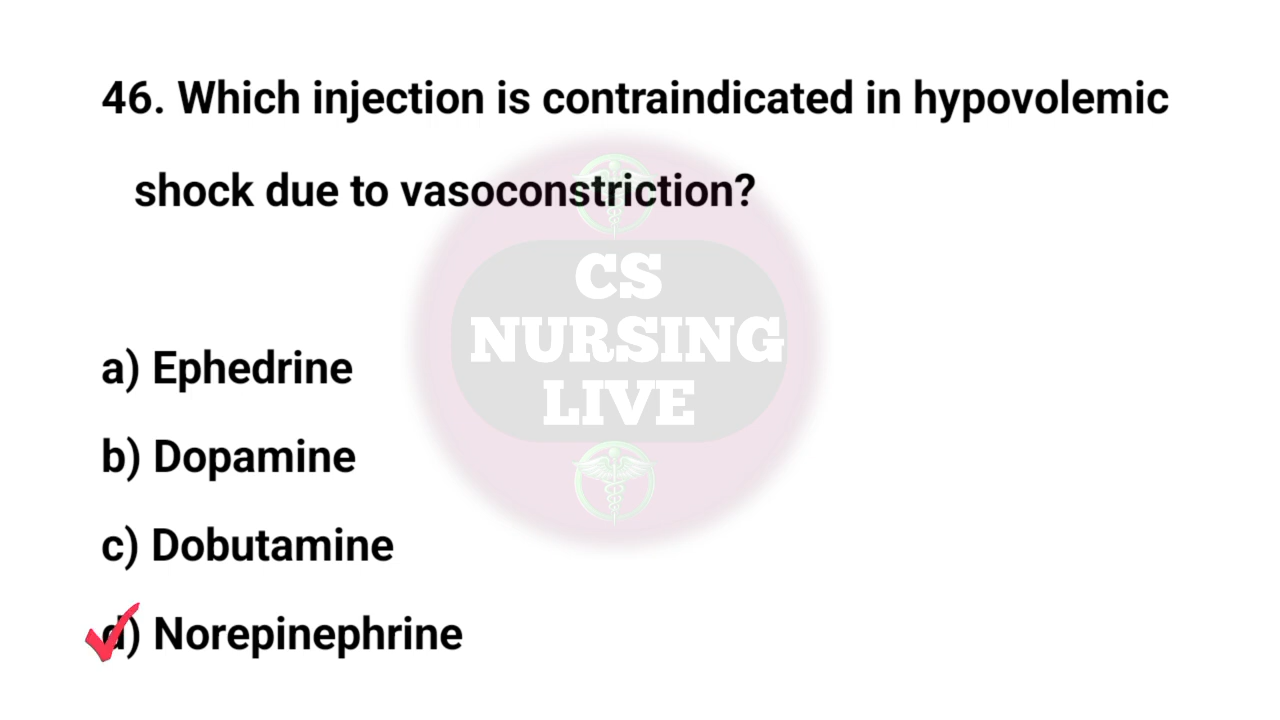 46. Which injection is contraindicated in hypovolemic
shock due to vasoconstriction?
CS
NURSING
LIVE
a) Ephedrine
b) Dopamine
c) Dobutamine
d) Norepinephrine